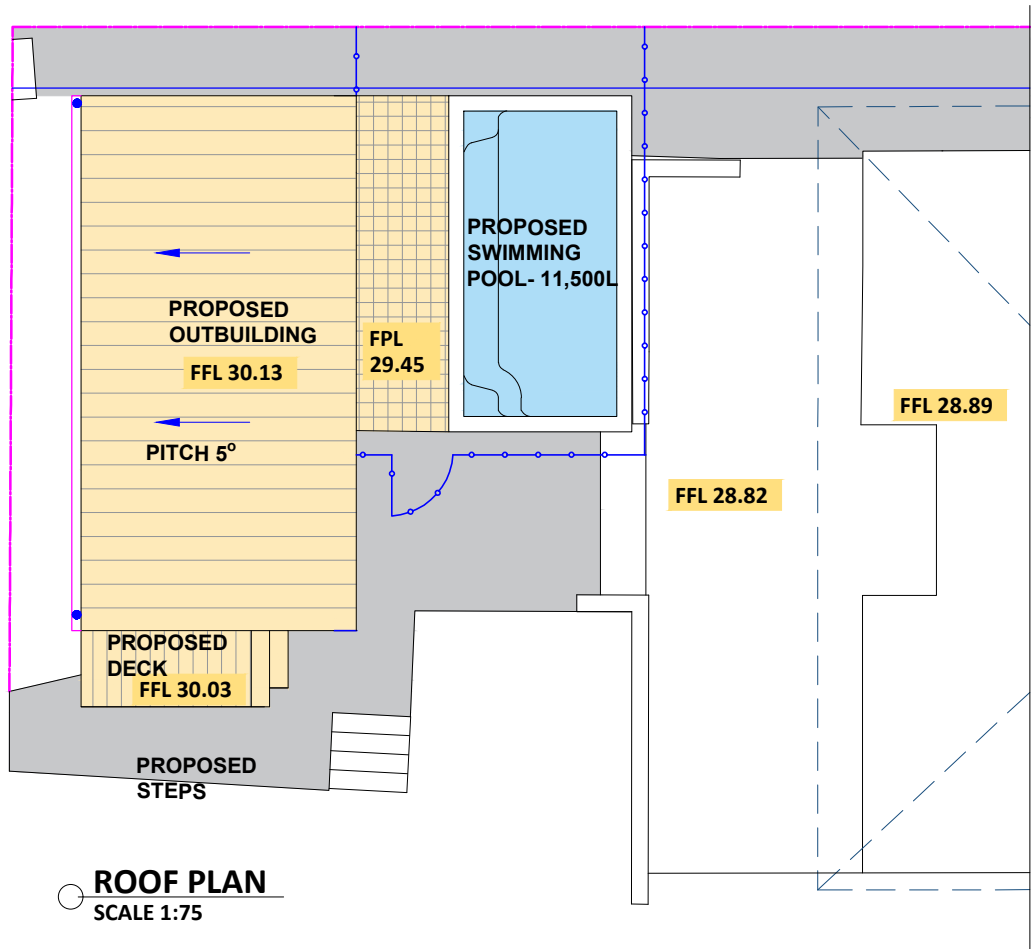 PROPOSED
SWIMMING
POOL- 11,500L
PROPOSED
OUTBUILDING
FFL 30.13
FPL
29.45
PITCH 5°
FFL 28.89
FFL 28.82
PROPOSED
DECK
FFL 30.03
PROPOSED
STEPS
ROOF PLAN
SCALE 1:75